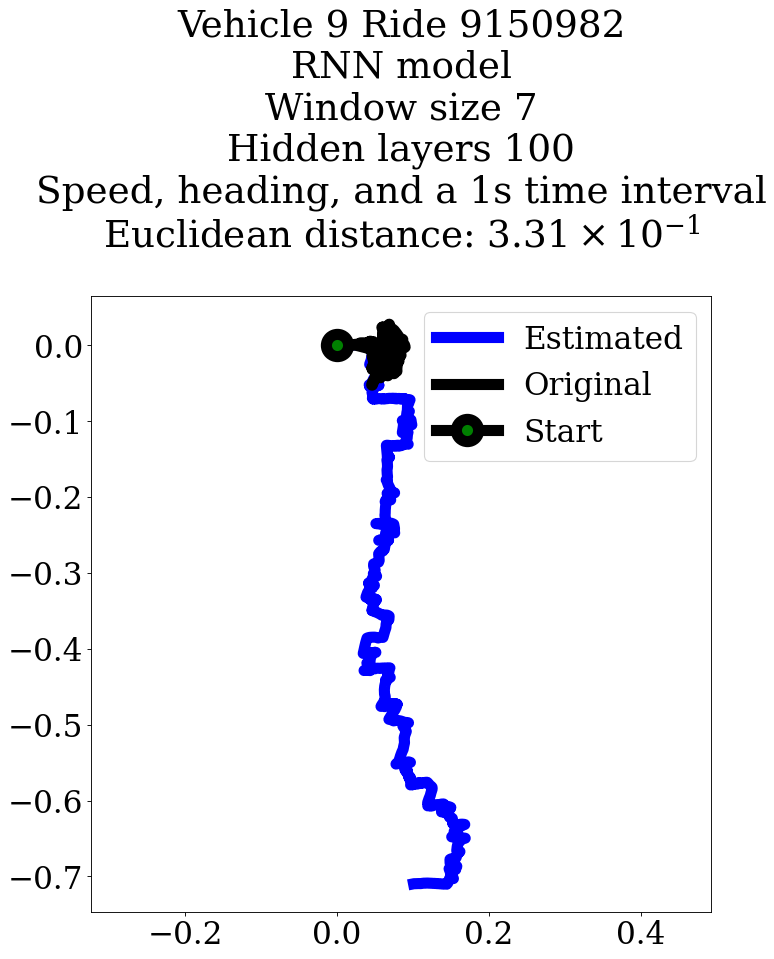 Vehicle 9 Ride 9150982
RNN model
Window size 7
Hidden layers 100
Speed, heading, and a 1s time interval
Euclidean distance: 3.31 × 10⁻¹
Estimated
Original
Start
0.0
−0.1
−0.2
−0.3
−0.4
−0.5
−0.6
−0.7
−0.2 0.0 0.2 0.4